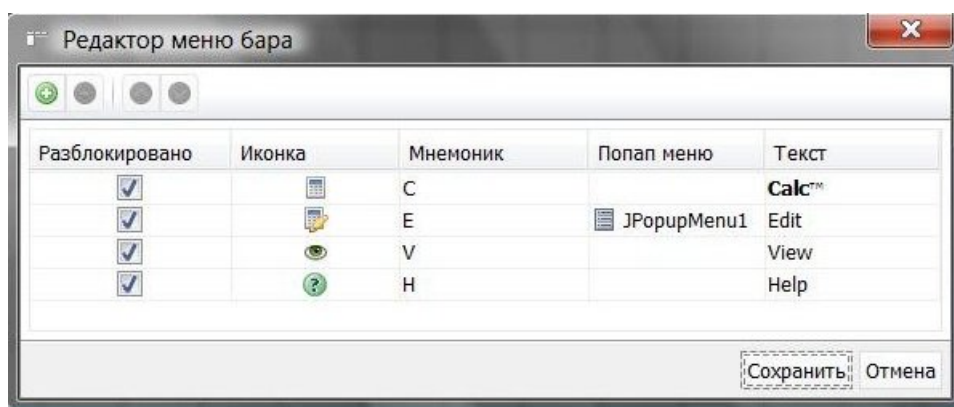 Редактор меню бара
Разблокировано Иконка Мнемоник Попап меню Текст
C Calc™
E JPopupMenu1 Edit
V View
? H Help
Сохранить Отмена